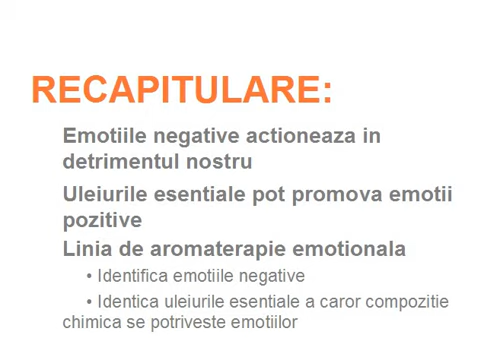 RECAPITULARE:
Emotiile negative actioneaza in
detrimentul nostru
Uleiurile esentiale pot promova emotii
pozitive
Linia de aromaterapie emotionala
• Identifica emotiile negative
• Identica uleiurile esentiale a caror compozitie
chimica se potriveste emotiilor